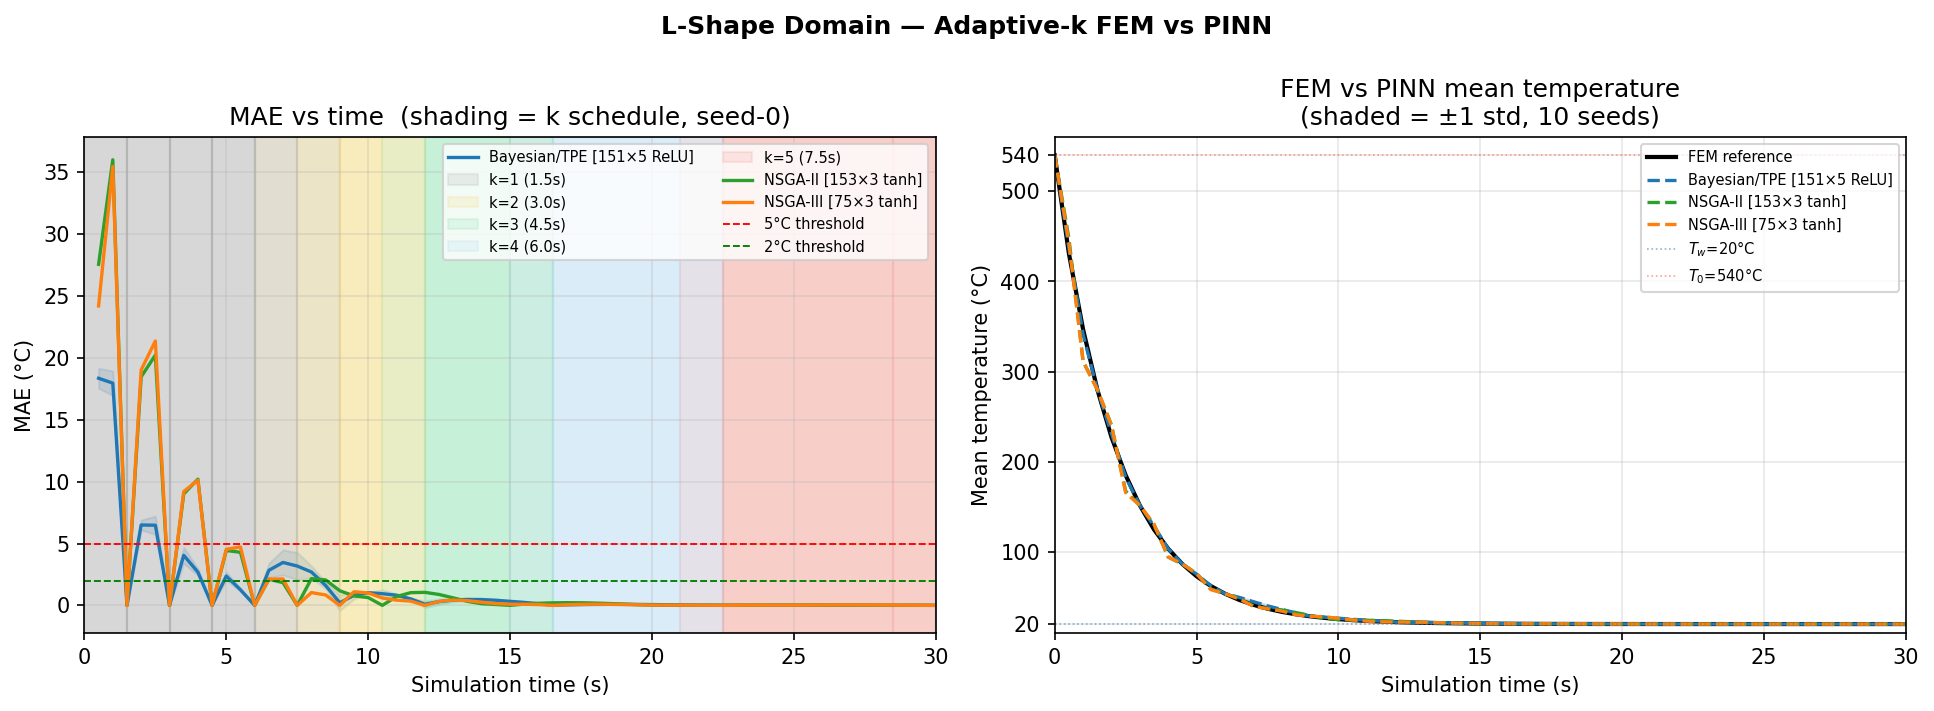 L-Shape Domain — Adaptive-k FEM vs PINN
MAE vs time  (shading = k schedule, seed-0)
MAE (°C)
35
30
25
20
15
10
5
0
0
5
10
15
20
25
30
Simulation time (s)
Bayesian/TPE [151×5 ReLU]
k=1 (1.5s)
k=2 (3.0s)
k=3 (4.5s)
k=4 (6.0s)
k=5 (7.5s)
NSGA-II [153×3 tanh]
NSGA-III [75×3 tanh]
5°C threshold
2°C threshold
FEM vs PINN mean temperature
(shaded = ±1 std, 10 seeds)
Mean temperature (°C)
540
500
400
300
200
100
20
0
5
10
15
20
25
30
Simulation time (s)
FEM reference
Bayesian/TPE [151×5 ReLU]
NSGA-II [153×3 tanh]
NSGA-III [75×3 tanh]
T_w=20°C
T_0=540°C